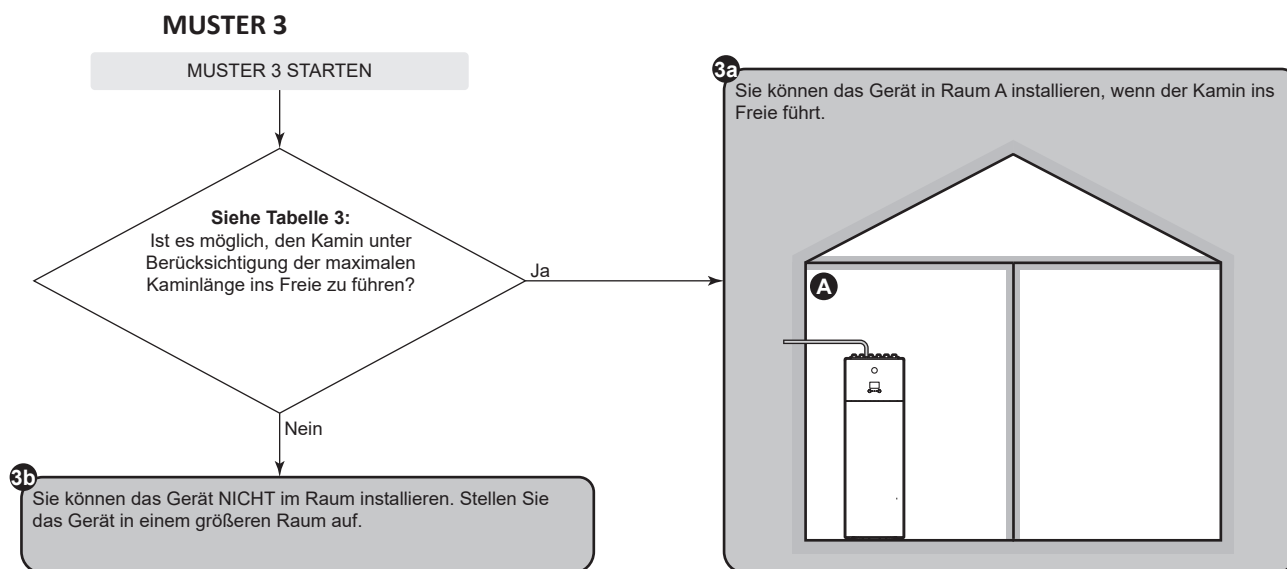 MUSTER 3
MUSTER 3 STARTEN
Siehe Tabelle 3:
Ist es möglich, den Kamin unter
Berücksichtigung der maximalen
Kaminlänge ins Freie zu führen?
Ja
Nein
3a
Sie können das Gerät in Raum A installieren, wenn der Kamin ins
Freie führt.
A
3b
Sie können das Gerät NICHT im Raum installieren. Stellen Sie
das Gerät in einem größeren Raum auf.